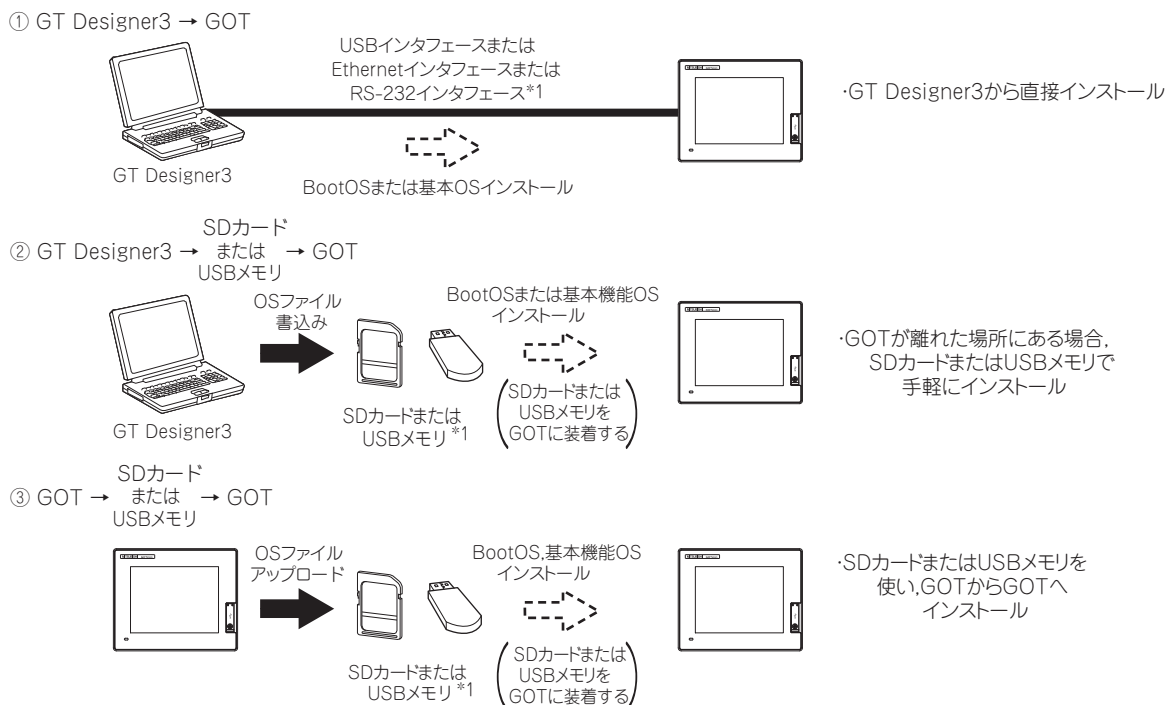 ① GT Designer3 → GOT
USBインタフェースまたは
Ethernetインタフェースまたは
RS-232インタフェース*1
・GT Designer3から直接インストール
GT Designer3
BootOSまたは基本OSインストール
SDカード
② GT Designer3 → または → GOT
USBメモリ
OSファイル
書込み
BootOSまたは基本機能OS
インストール
・GOTが離れた場所にある場合,
SDカードまたはUSBメモリで
手軽にインストール
GT Designer3
SDカードまたは
USBメモリ*1
(SDカードまたは
USBメモリを
GOTに装着する)
SDカード
③ GOT → または → GOT
USBメモリ
OSファイル
アップロード
BootOS,基本機能OS
インストール
・SDカードまたはUSBメモリを
使い,GOTからGOTへ
インストール
SDカードまたは
USBメモリ*1
(SDカードまたは
USBメモリを
GOTに装着する)